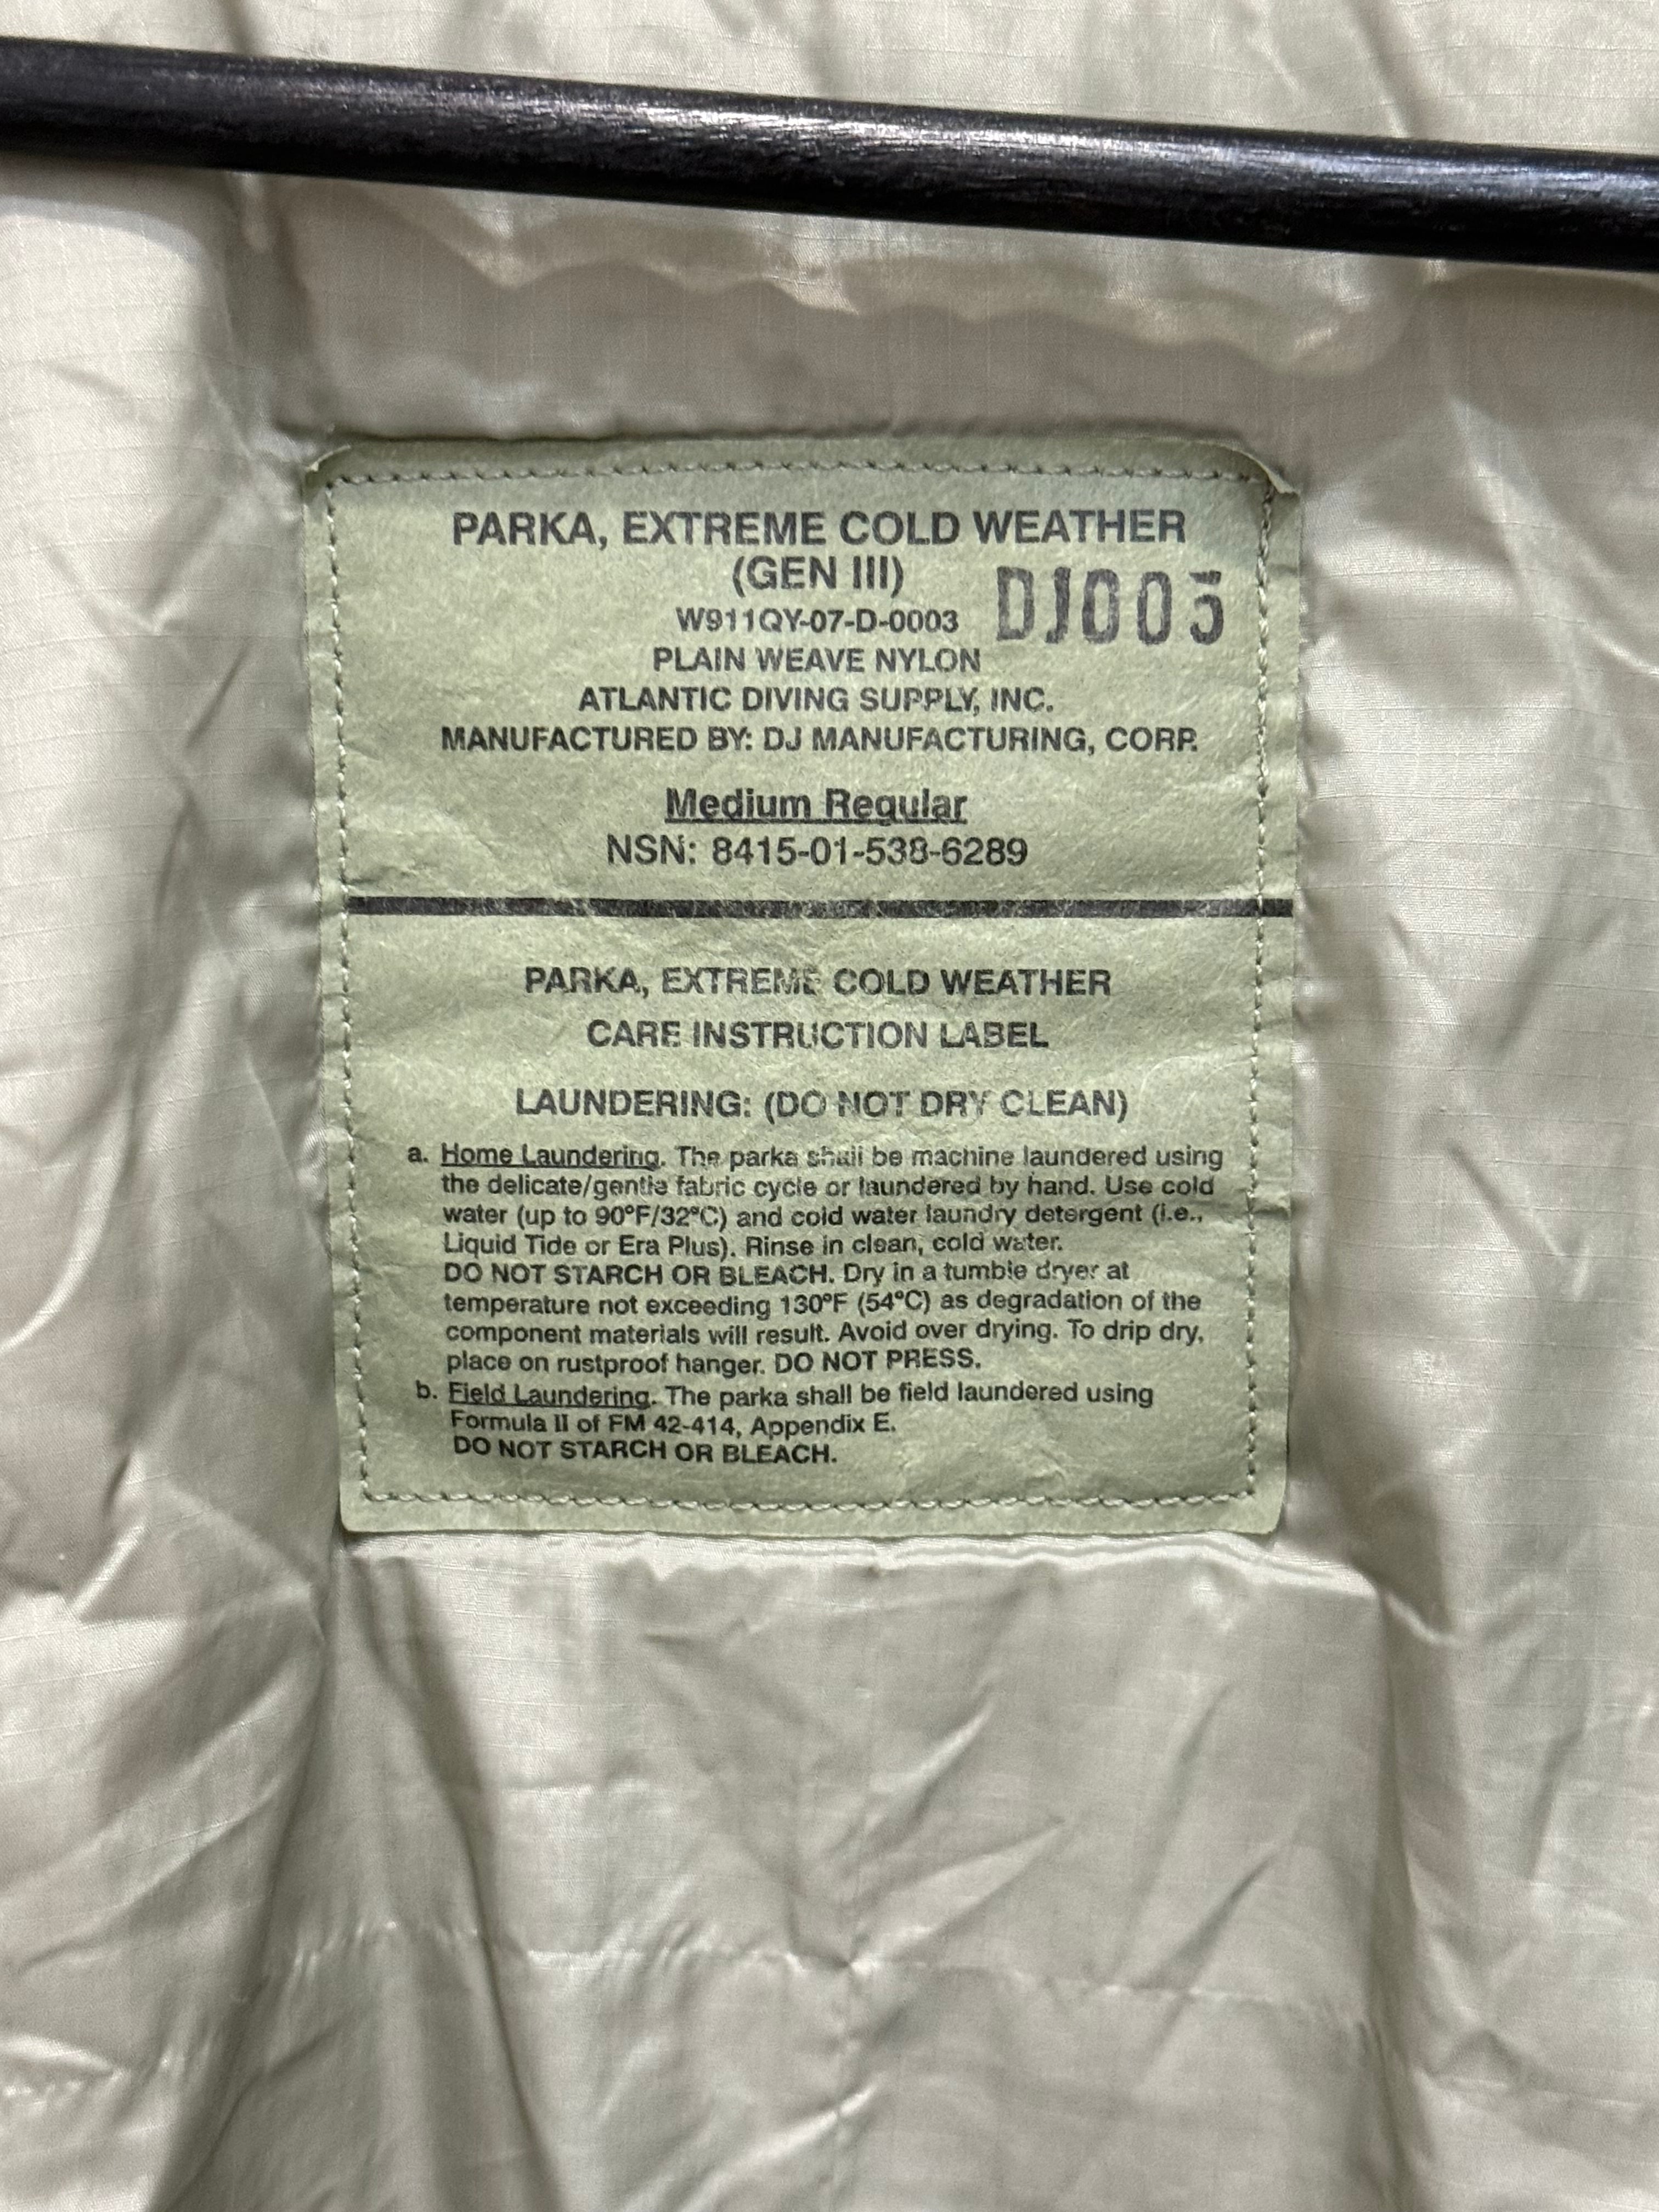 PARKA, EXTREME COLD WEATHER
(GEN III)
W911QY-07-D-0003
DJ003
PLAIN WEAVE NYLON
ATLANTIC DIVING SUPPLY, INC.
MANUFACTURED BY: DJ MANUFACTURING, CORP.
Medium Regular
NSN: 8415-01-538-6289
PARKA, EXTREME COLD WEATHER
CARE INSTRUCTION LABEL
LAUNDERING: (DO NOT DRY CLEAN)
a. Home Laundering. The parka shall be machine laundered using
the delicate/gentle fabric cycle or laundered by hand. Use cold
water (up to 90°F/32°C) and cold water laundry detergent (i.e.,
Liquid Tide or Era Plus). Rinse in clean, cold water.
DO NOT STARCH OR BLEACH. Dry in a tumble dryer at
temperature not exceeding 130°F (54°C) as degradation of the
component materials will result. Avoid over drying. To drip dry,
place on rustproof hanger. DO NOT PRESS.
b. Field Laundering. The parka shall be field laundered using
Formula II of FM 42-414, Appendix E.
DO NOT STARCH OR BLEACH.